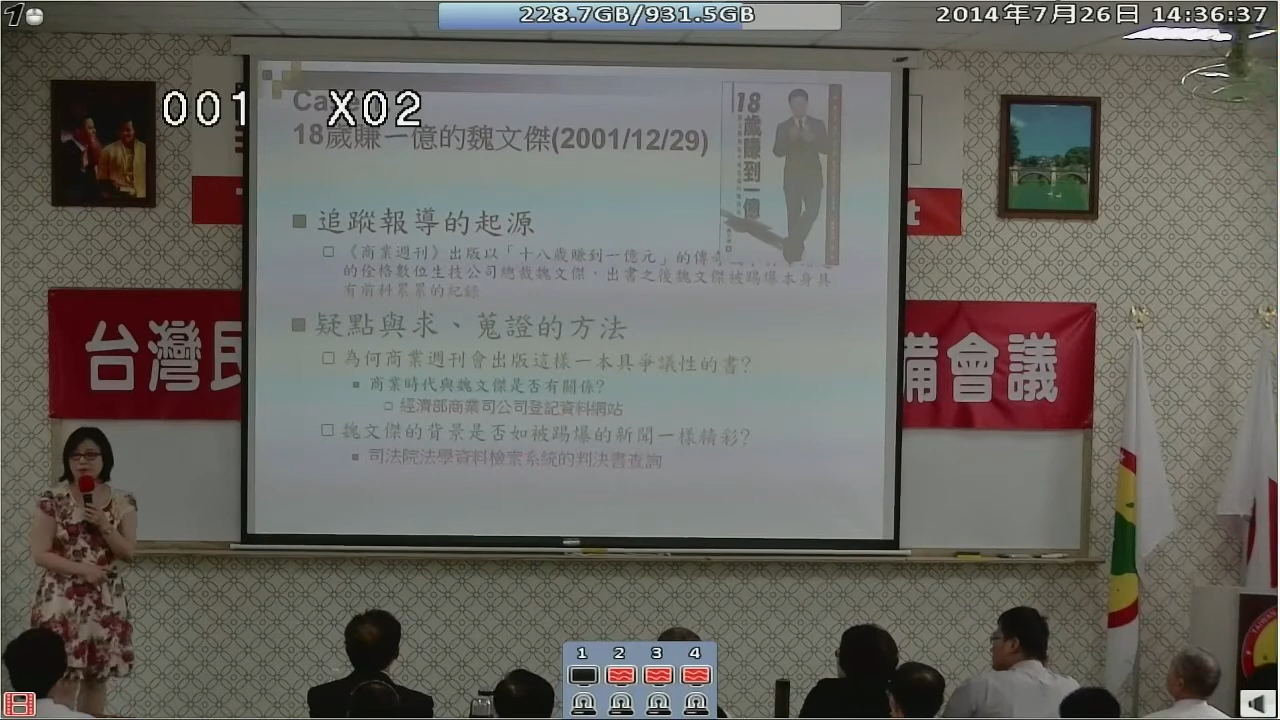 1
228.7GB/931.5GB
2014年7月26日 14:36:37
001 X02
18歲賺一億的魏文傑(2001/12/29)
18歲賺到一億
追蹤報導的起源
《商業週刊》出版以「十八歲賺到一億元」的傳奇
的佺格數位生技公司總裁魏文傑，出書之後魏文傑被踢爆本身具
有前科累累的紀錄
疑點與求、蒐證的方法
為何商業週刊會出版這樣一本具爭議性的書?
商業時代與魏文傑是否有關係?
經濟部商業司公司登記資料網站
魏文傑的背景是否如被踢爆的新聞一樣精彩?
司法院法學資料檢索系統的判決書查詢
台灣民
備會議
t
1 2 3 4
TAIWAN